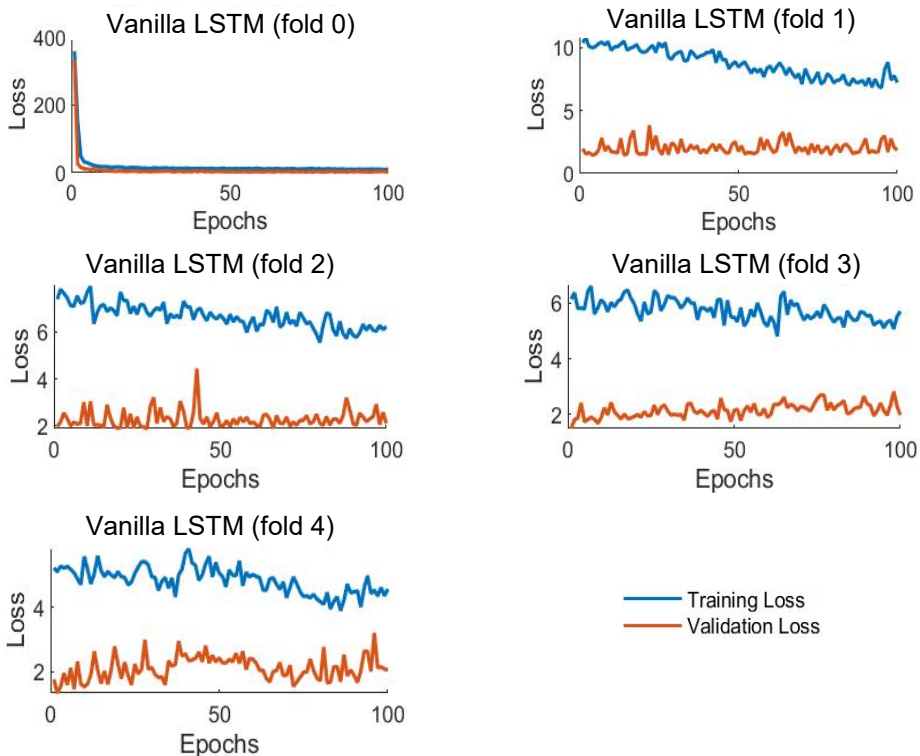 Vanilla LSTM (fold 0)
400
200
0
Loss
0 50 100
Epochs
Vanilla LSTM (fold 1)
10
5
0
Loss
0 50 100
Epochs
Vanilla LSTM (fold 2)
6
4
2
Loss
0 50 100
Epochs
Vanilla LSTM (fold 3)
6
4
2
Loss
0 50 100
Epochs
Vanilla LSTM (fold 4)
4
2
Loss
0 50 100
Epochs
Training Loss
Validation Loss